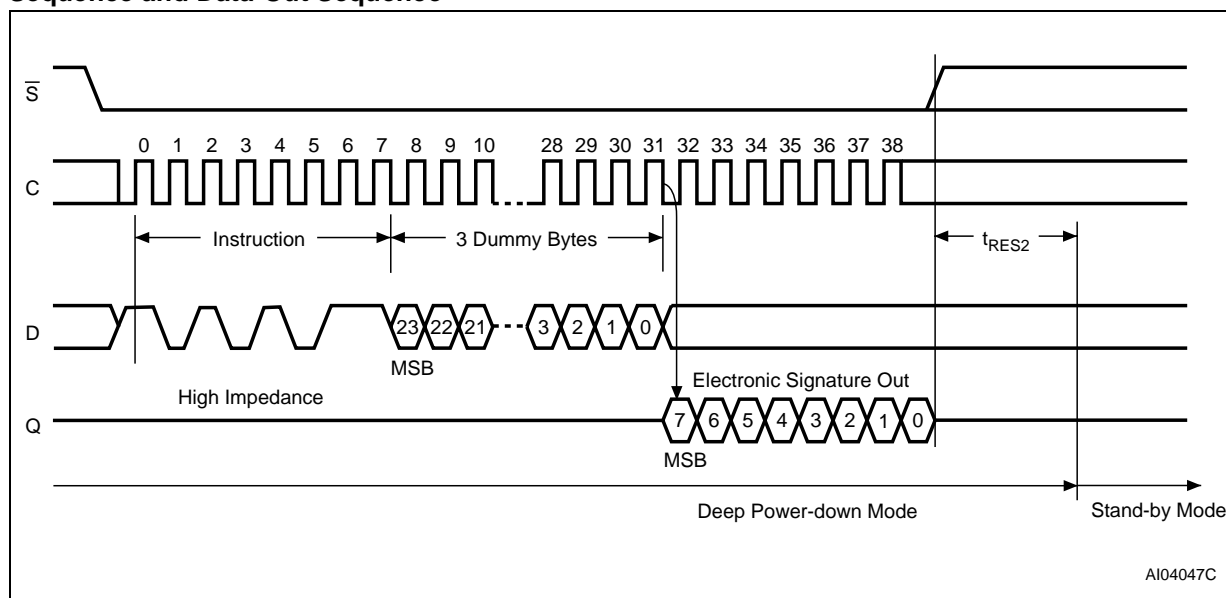 Sequence and Data-Out Sequence
S
0 1 2 3 4 5 6 7 8 9 10 28 29 30 31 32 33 34 35 36 37 38
C
Instruction 3 Dummy Bytes tRES2
D 23 22 21 3 2 1 0
MSB
High Impedance Electronic Signature Out
Q 7 6 5 4 3 2 1 0
MSB
Deep Power-down Mode Stand-by Mode
AI04047C